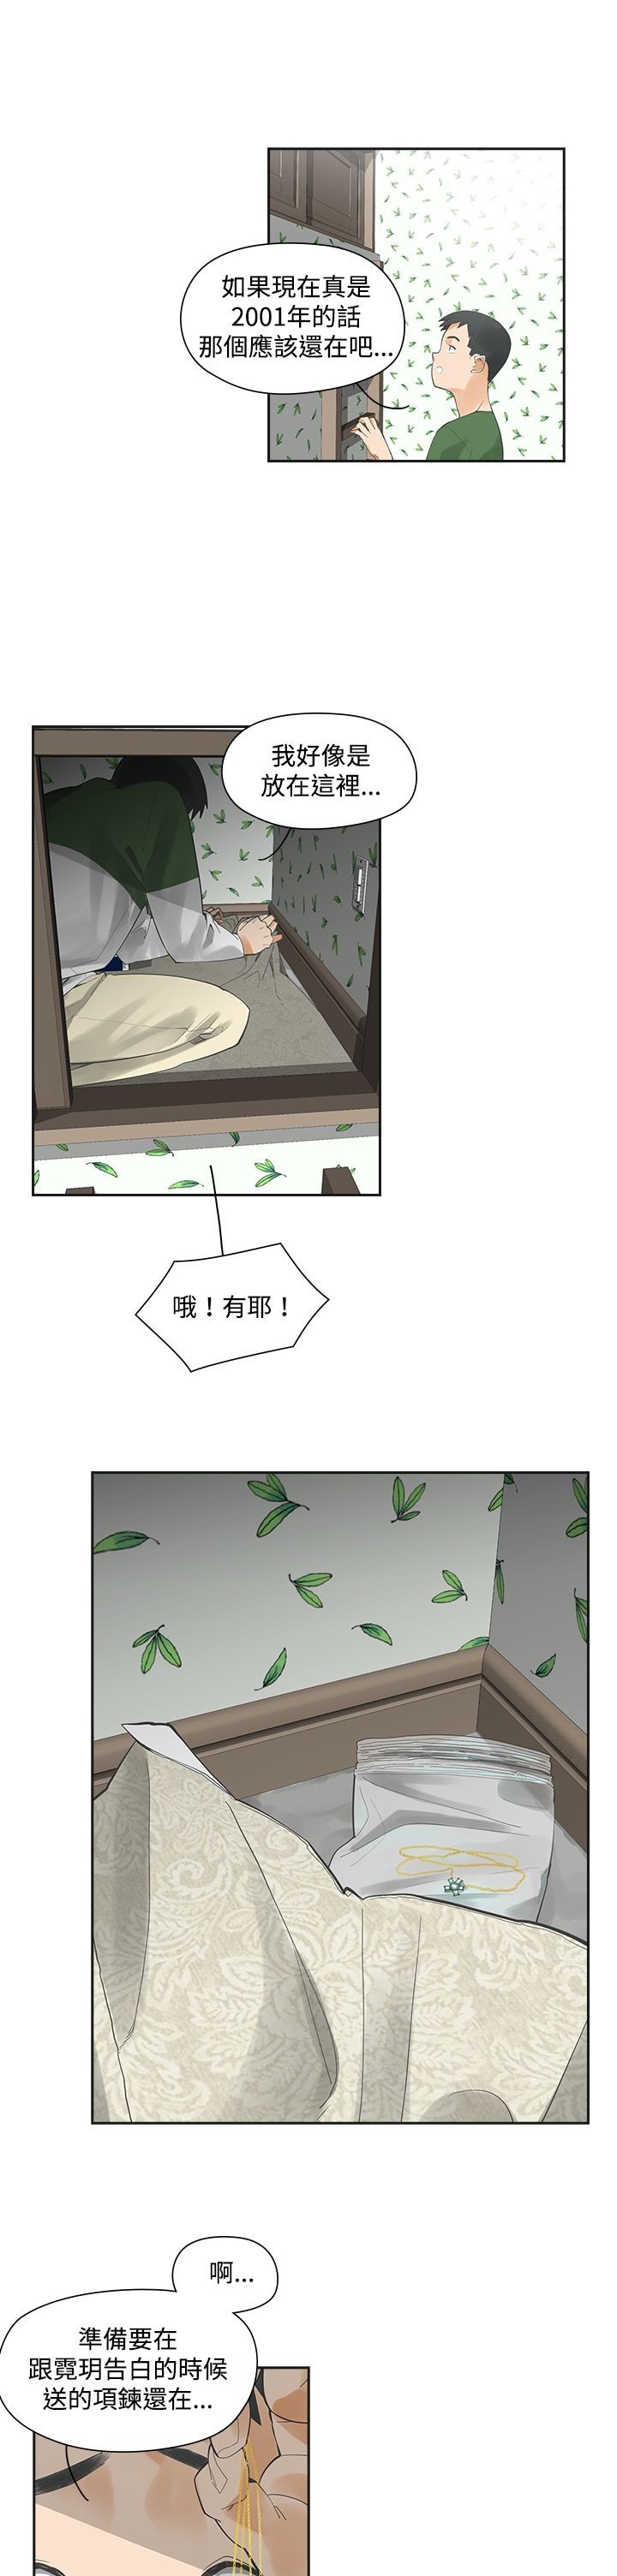 如果現在真是
2001年的話
那個應該還在吧...
我好像是
放在這裡...
哦！有耶！
啊...
準備要在
跟霓玥告白的時候
送的項鍊還在...